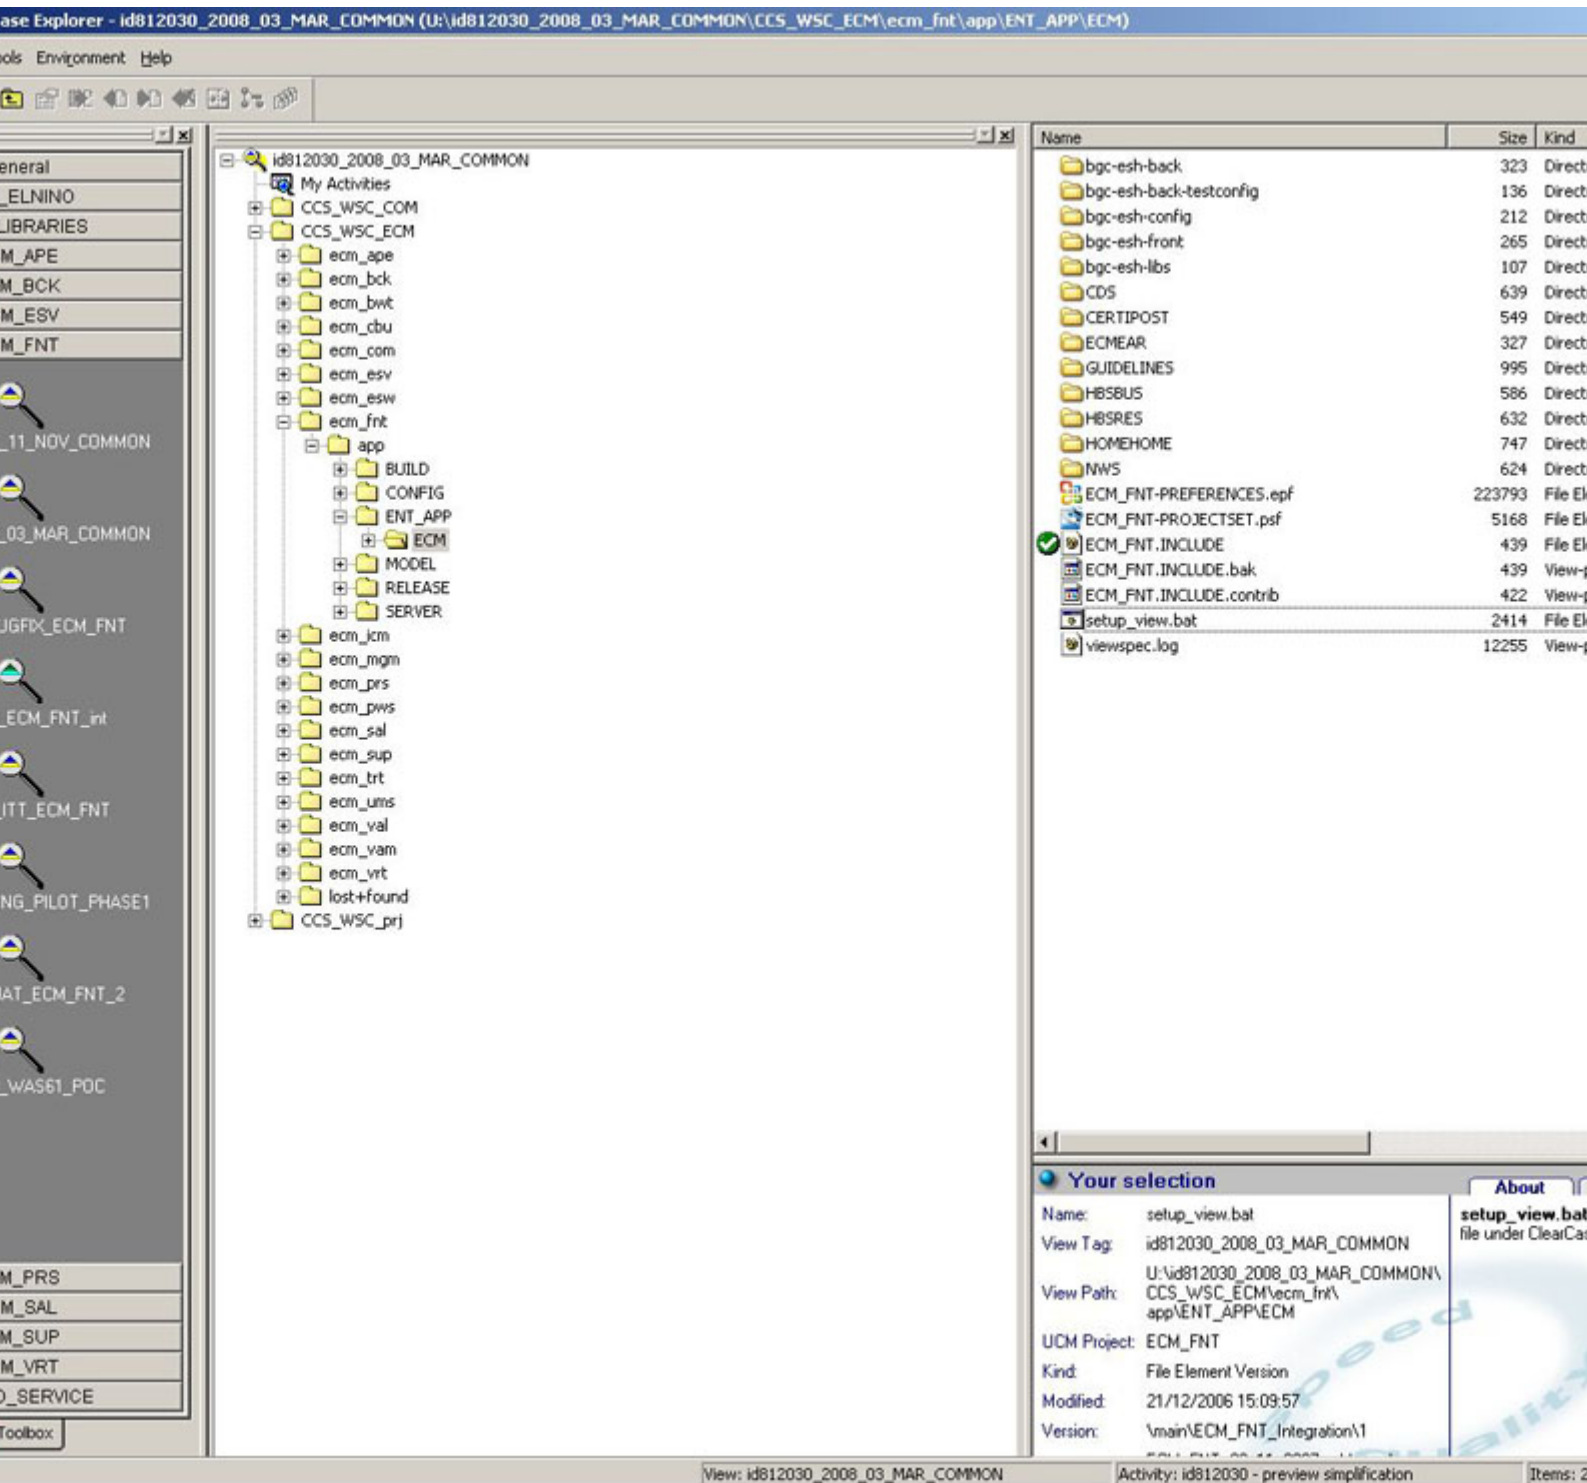 ase Explorer - id812030_2008_03_MAR_COMMON (U:\id812030_2008_03_MAR_COMMON\CCS_WSC_ECM\ecm_fnt\app\ENT_APP\ECM)
ools Environment Help
eneral
_ELNINO
LIBRARIES
M_APE
M_BCK
M_ESV
M_FNT
_11_NOV_COMMON
_03_MAR_COMMON
UGFIX_ECM_FNT
_ECM_FNT_int
ITT_ECM_FNT
NG_PILOT_PHASE1
AT_ECM_FNT_2
_WAS61_POC
M_PRS
M_SAL
M_SUP
M_VRT
O_SERVICE
Toolbox
id812030_2008_03_MAR_COMMON
My Activities
CCS_WSC_COM
CCS_WSC_ECM
ecm_ape
ecm_bck
ecm_bwt
ecm_cbu
ecm_com
ecm_esv
ecm_esw
ecm_fnt
app
BUILD
CONFIG
ENT_APP
ECM
MODEL
RELEASE
SERVER
ecm_jcm
ecm_mgm
ecm_prs
ecm_pws
ecm_sal
ecm_sup
ecm_trt
ecm_ums
ecm_val
ecm_vam
ecm_vrt
lost+found
CCS_WSC_prj
Name Size Kind
bgc-esh-back 323 Direct
bgc-esh-back-testconfig 136 Direct
bgc-esh-config 212 Direct
bgc-esh-front 265 Direct
bgc-esh-libs 107 Direct
CDS 639 Direct
CERTIPOST 549 Direct
ECMEAR 327 Direct
GUIDELINES 995 Direct
HBSBUS 586 Direct
HBSRES 632 Direct
HOMEHOME 747 Direct
NWS 624 Direct
ECM_FNT-PREFERENCES.epf 223793 File El
ECM_FNT-PROJECTSET.psf 5168 File El
ECM_FNT.INCLUDE 439 File El
ECM_FNT.INCLUDE.bak 439 View-p
ECM_FNT.INCLUDE.contrib 422 View-p
setup_view.bat 2414 File El
viewspec.log 12255 View-p
Your selection
Name: setup_view.bat
View Tag: id812030_2008_03_MAR_COMMON
View Path: U:\id812030_2008_03_MAR_COMMON\
CCS_WSC_ECM\ecm_fnt\
app\ENT_APP\ECM
UCM Project: ECM_FNT
Kind: File Element Version
Modified: 21/12/2006 15:09:57
Version: \main\ECM_FNT_Integration\1
About
setup_view.bat
file under ClearCas
peed
ualit
View: id812030_2008_03_MAR_COMMON
Activity: id812030 - preview simplification
Items: 2